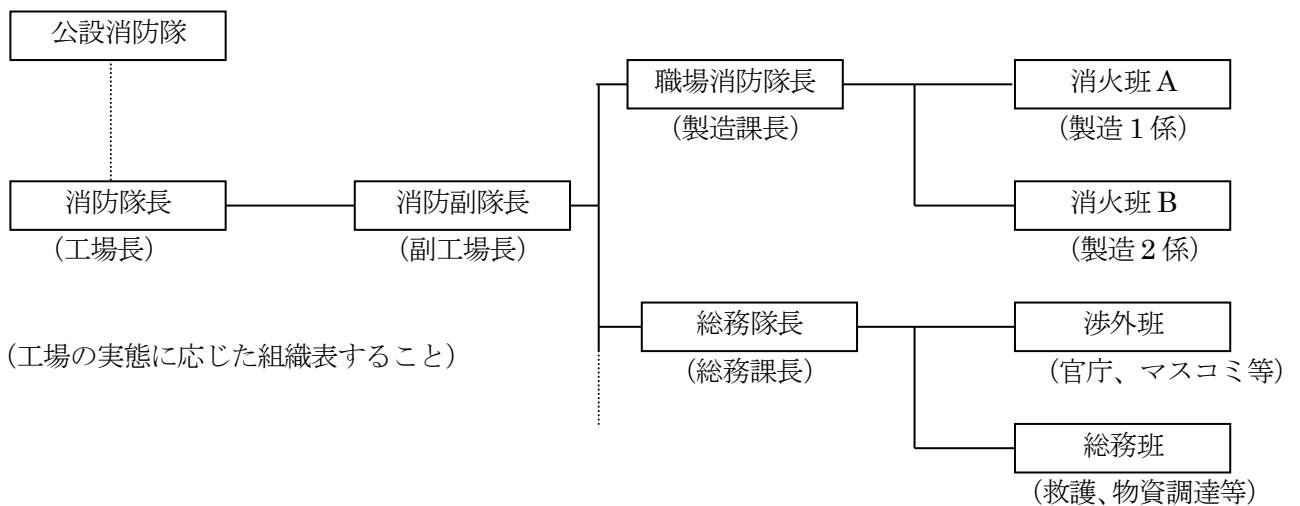 公設消防隊
職場消防隊長
消火班 A
(製造課長)
(製造 1 係)
消防隊長
消防副隊長
消火班 B
(工場長)
(副工場長)
(製造 2 係)
総務隊長
渉外班
(工場の実態に応じた組織表すること)
(総務課長)
(官庁、マスコミ等)
総務班
(救護、物資調達等)